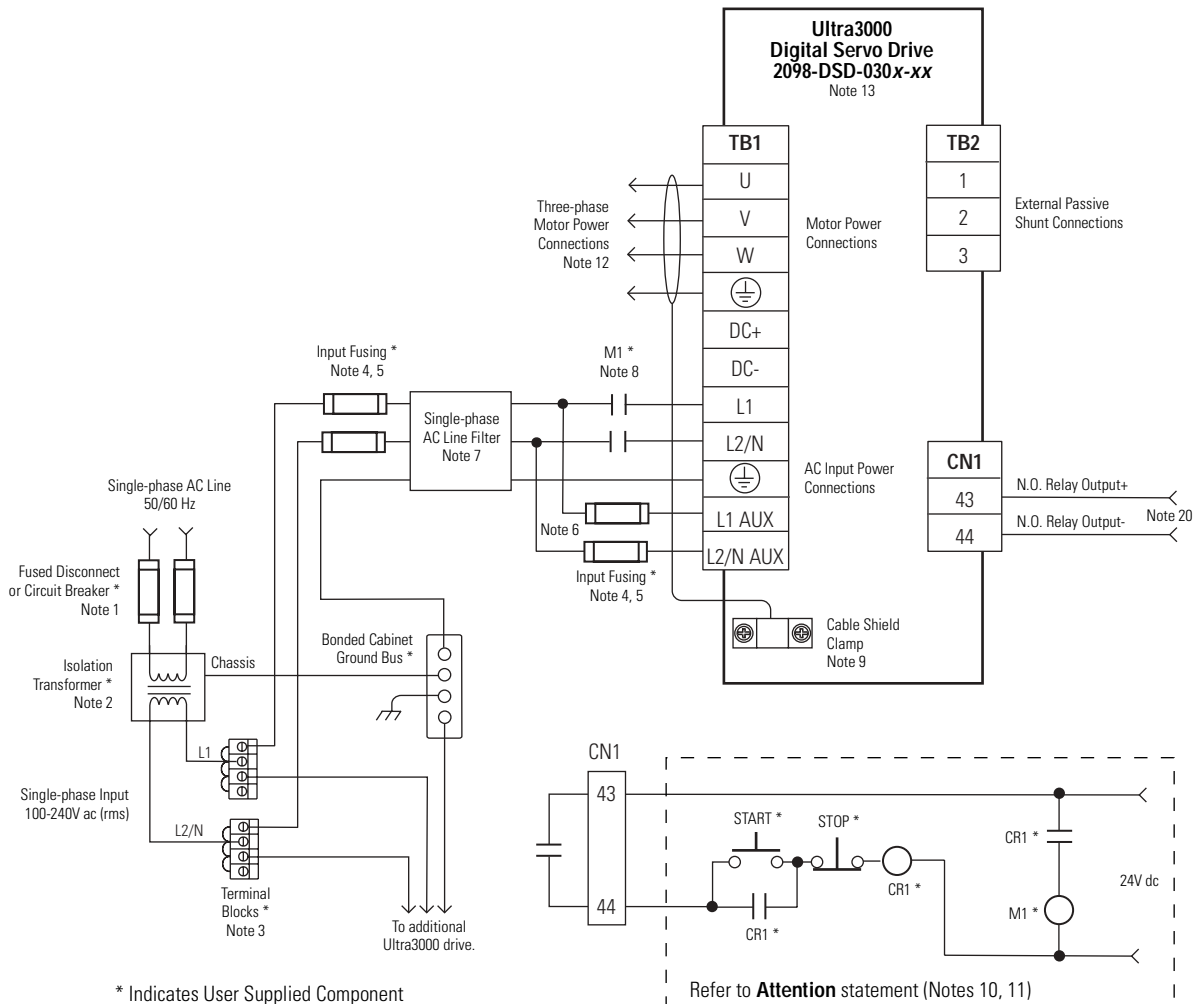 Ultra3000
Digital Servo Drive
2098-DSD-030x-xx
Note 13
TB1
U
V
W
DC+
DC-
L1
L2/N
L1 AUX
L2/N AUX
TB2
1
2
3
External Passive
Shunt Connections
Three-phase
Motor Power
Connections
Note 12
Motor Power
Connections
Input Fusing *
Note 4, 5
M1 *
Note 8
Single-phase
AC Line Filter
Note 7
AC Input Power
Connections
CN1
43
44
N.O. Relay Output+
N.O. Relay Output-
Note 20
Single-phase AC Line
50/60 Hz
Note 6
Input Fusing *
Note 4, 5
Fused Disconnect
or Circuit Breaker *
Note 1
Cable Shield
Clamp
Note 9
Bonded Cabinet
Ground Bus *
Isolation
Transformer *
Note 2
Chassis
L1
Single-phase Input
100-240V ac (rms)
L2/N
Terminal
Blocks *
Note 3
To additional
Ultra3000 drive.
CN1
43
44
START *
STOP *
CR1 *
CR1 *
CR1 *
M1 *
24V dc
* Indicates User Supplied Component
Refer to Attention statement (Notes 10, 11)